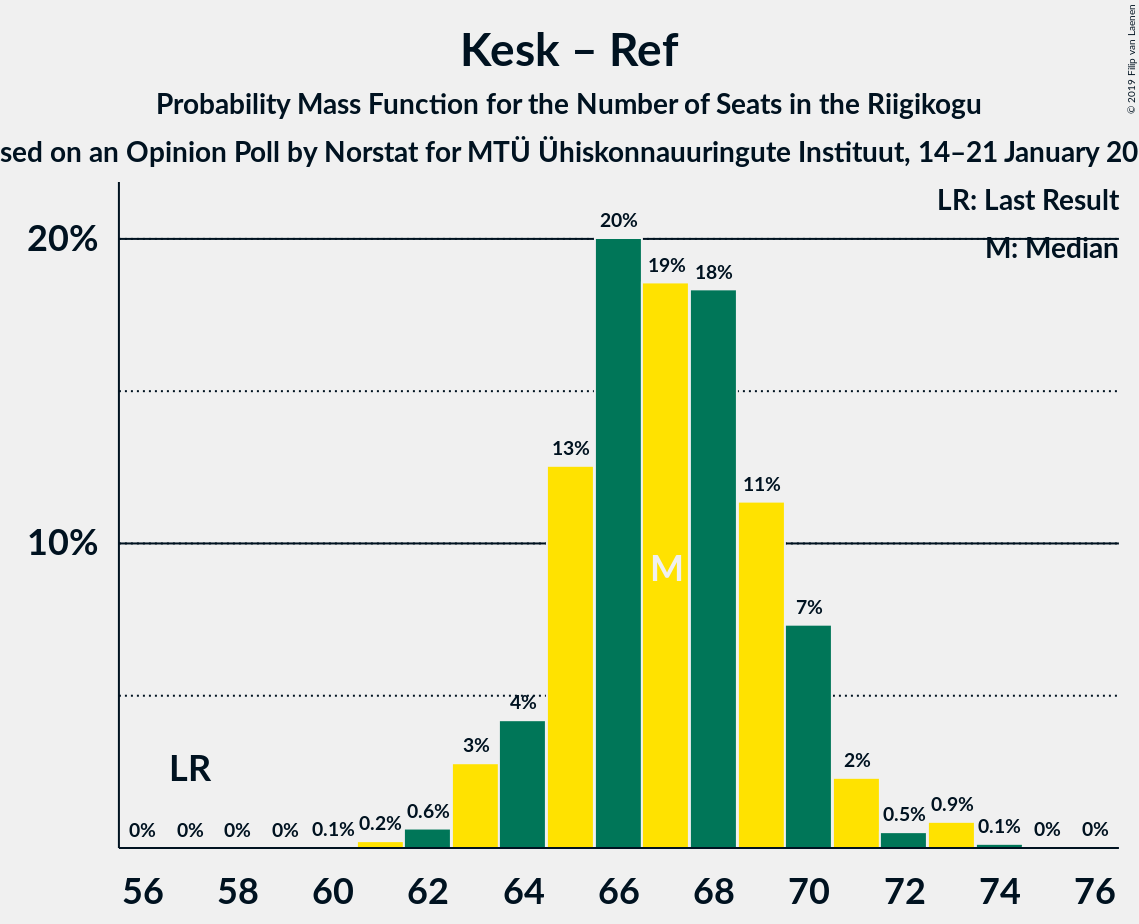 Kesk – Ref
Probability Mass Function for the Number of Seats in the Riigikogu
sed on an Opinion Poll by Norstat for MTÜ Ühiskonnauuringute Instituut, 14–21 January 20
© 2019 Filip van Laenen
LR: Last Result
M: Median
20%
10%
0% 0% 0% 0% 0.1% 0.2% 0.6% 3% 4% 13% 20% 19% 18% 11% 7% 2% 0.5% 0.9% 0.1% 0% 0%
LR
M
56 58 60 62 64 66 68 70 72 74 76